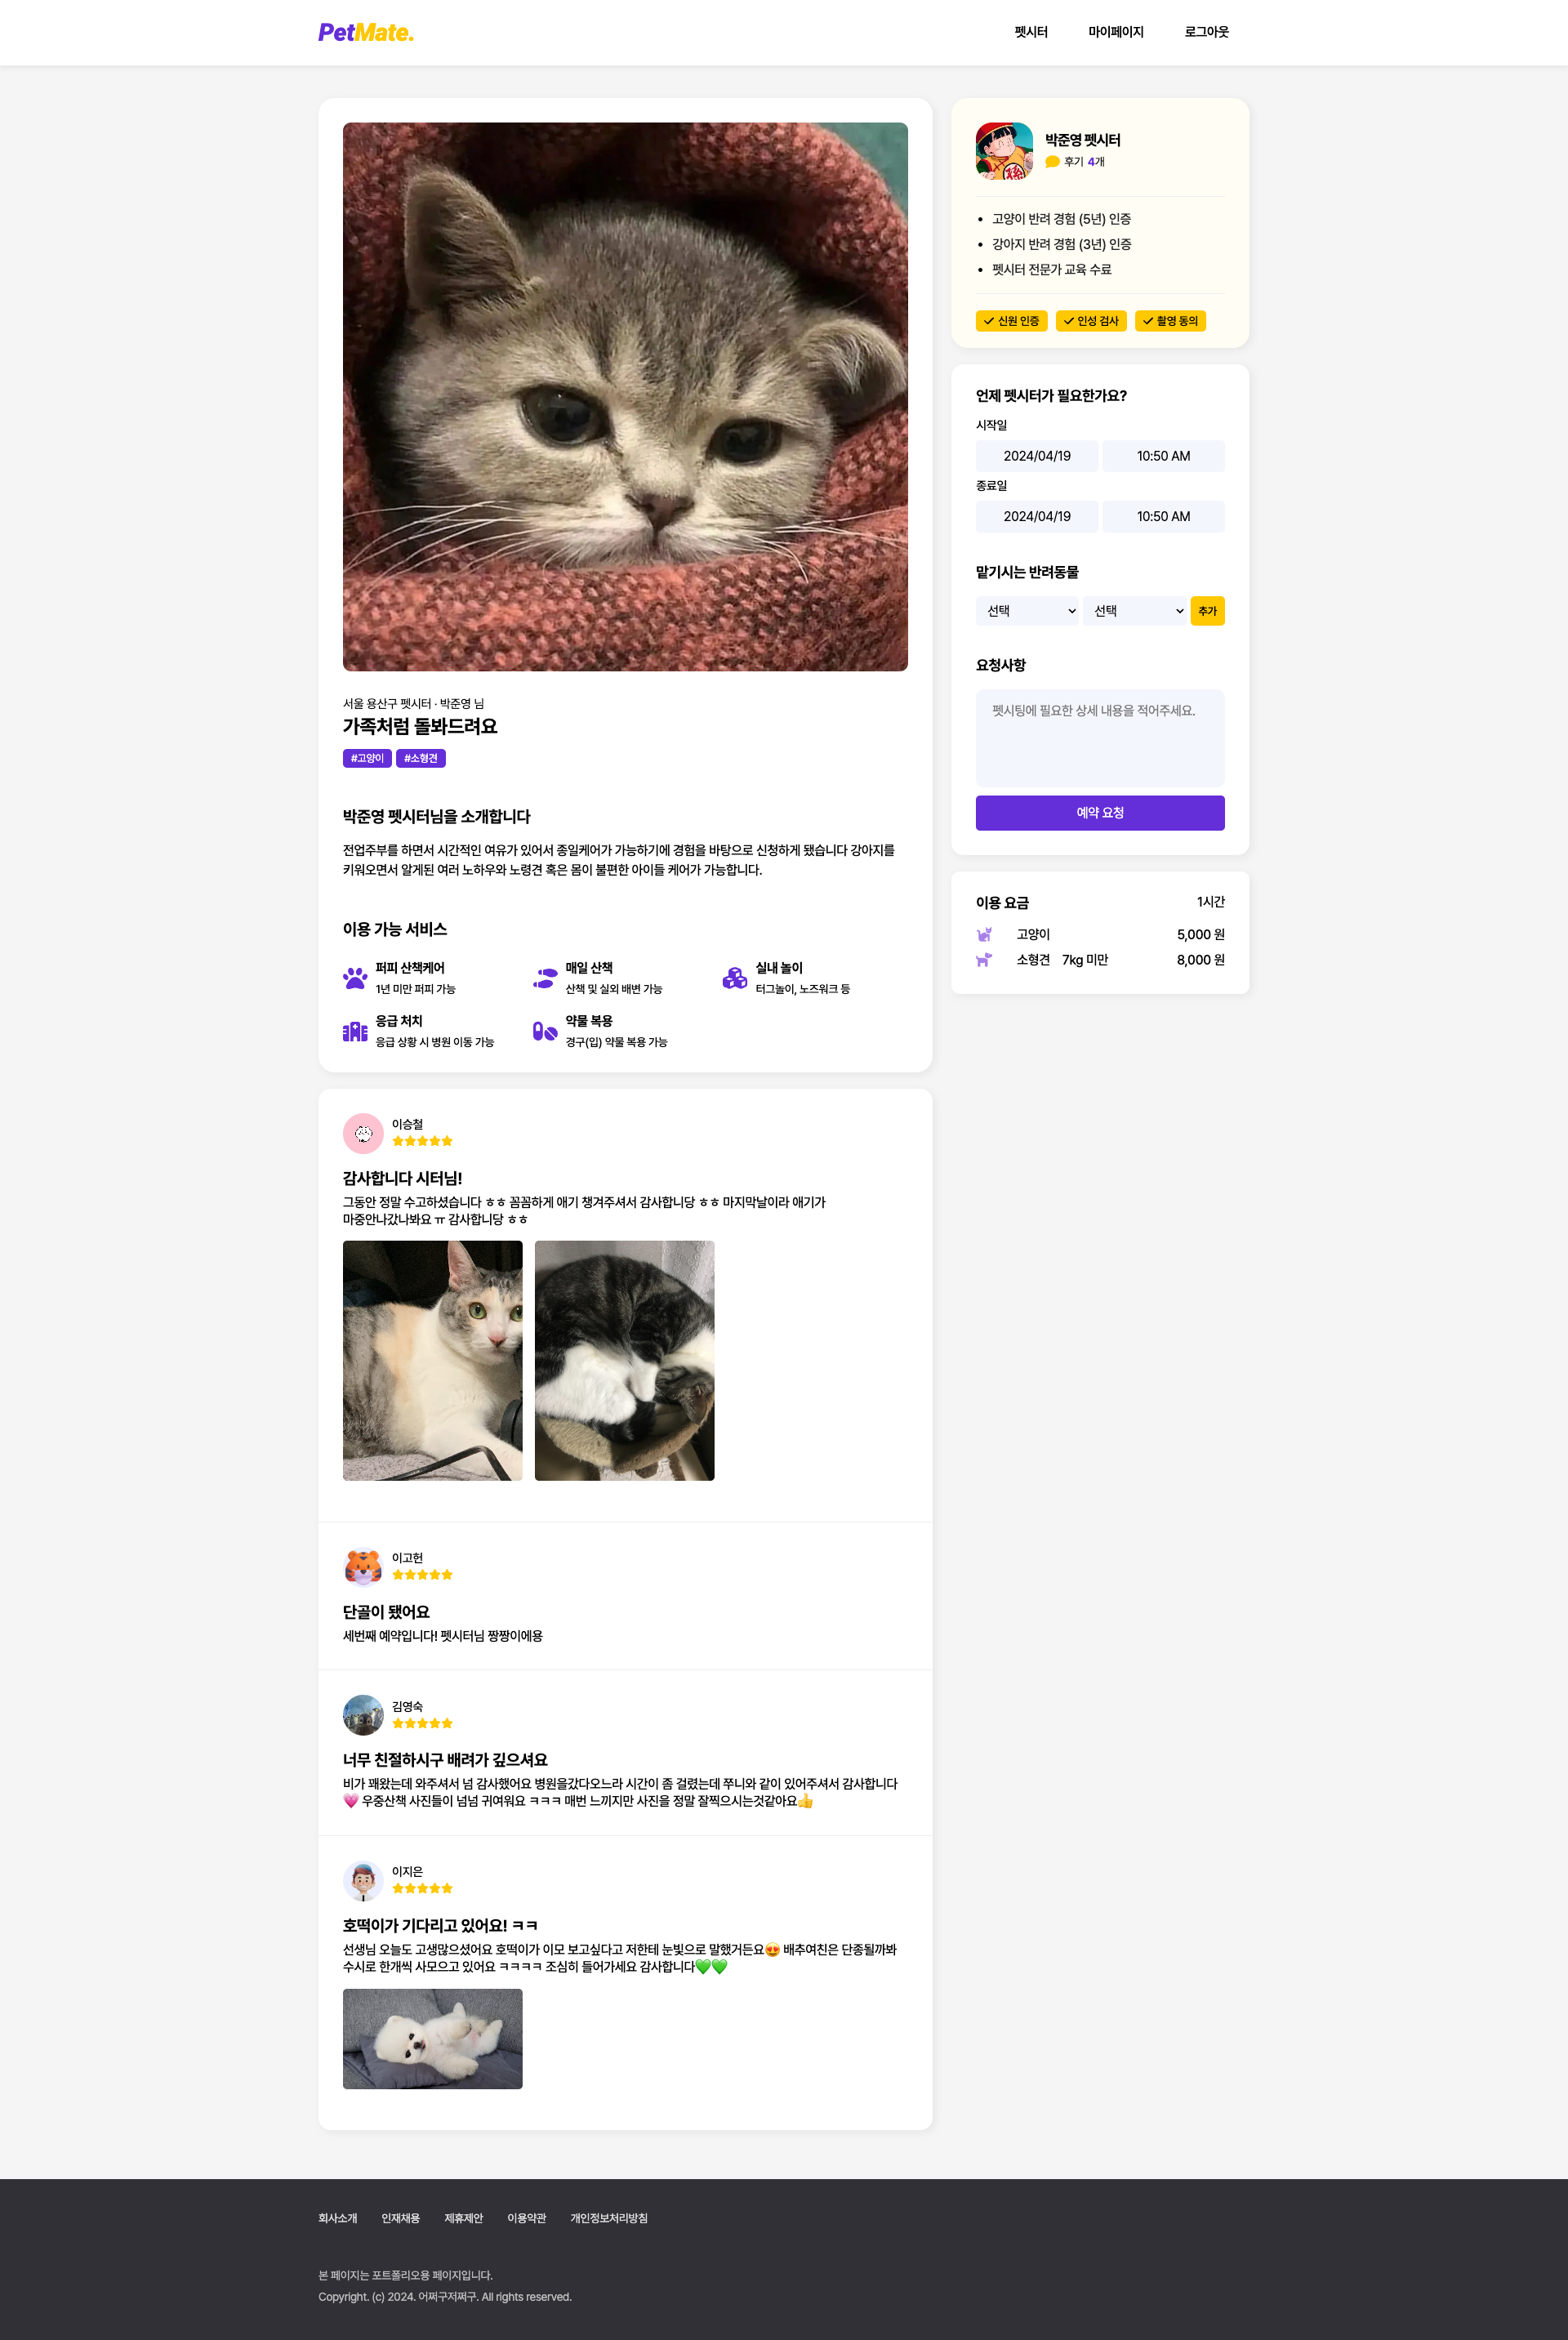 PetMate.
펫시터
마이페이지
로그아웃
서울 용산구 펫시터 · 박준영 님
가족처럼 돌봐드려요
#고양이 #소형견
박준영 펫시터님을 소개합니다
전업주부를 하면서 시간적인 여유가 있어서 종일케어가 가능하기에 경험을 바탕으로 신청하게 됐습니다 강아지를
키워오면서 알게된 여러 노하우와 노령견 혹은 몸이 불편한 아이들 케어가 가능합니다.
이용 가능 서비스
퍼피 산책케어
1년 미만 퍼피 가능
매일 산책
산책 및 실외 배변 가능
실내 놀이
터그놀이, 노즈워크 등
응급 처치
응급 상황 시 병원 이동 가능
약물 복용
경구(입) 약물 복용 가능
이승철
감사합니다 시터님!
그동안 정말 수고하셨습니다 ㅎㅎ 꼼꼼하게 애기 챙겨주셔서 감사합니당 ㅎㅎ 마지막날이라 애기가
마중안나갔나봐요 ㅠ 감사합니당 ㅎㅎ
이고헌
단골이 됐어요
세번째 예약입니다! 펫시터님 짱짱이에용
김영숙
너무 친절하시구 배려가 깊으셔요
비가 꽤왔는데 와주셔서 넘 감사했어요 병원을갔다오느라 시간이 좀 걸렸는데 쭈니와 같이 있어주셔서 감사합니다
💗 우중산책 사진들이 넘넘 귀여워요 ㅋㅋㅋ 매번 느끼지만 사진을 정말 잘찍으시는것같아요👍
이지은
호떡이가 기다리고 있어요! ㅋㅋ
선생님 오늘도 고생많으셨어요 호떡이가 이모 보고싶다고 저한테 눈빛으로 말했거든요😍 배추여친은 단종될까봐
수시로 한개씩 사모으고 있어요 ㅋㅋㅋㅋ 조심히 들어가세요 감사합니다💚💚
박준영 펫시터
후기 4개
• 고양이 반려 경험 (5년) 인증
• 강아지 반려 경험 (3년) 인증
• 펫시터 전문가 교육 수료
신원 인증
인성 검사
촬영 동의
언제 펫시터가 필요한가요?
시작일
2024/04/19
10:50 AM
종료일
2024/04/19
10:50 AM
맡기시는 반려동물
선택
선택
추가
요청사항
펫시팅에 필요한 상세 내용을 적어주세요.
예약 요청
이용 요금
1시간
고양이
5,000 원
소형견 7kg 미만
8,000 원
회사소개
인재채용
제휴제안
이용약관
개인정보처리방침
본 페이지는 포트폴리오용 페이지입니다.
Copyright. (c) 2024. 어쩌구저쩌구. All rights reserved.